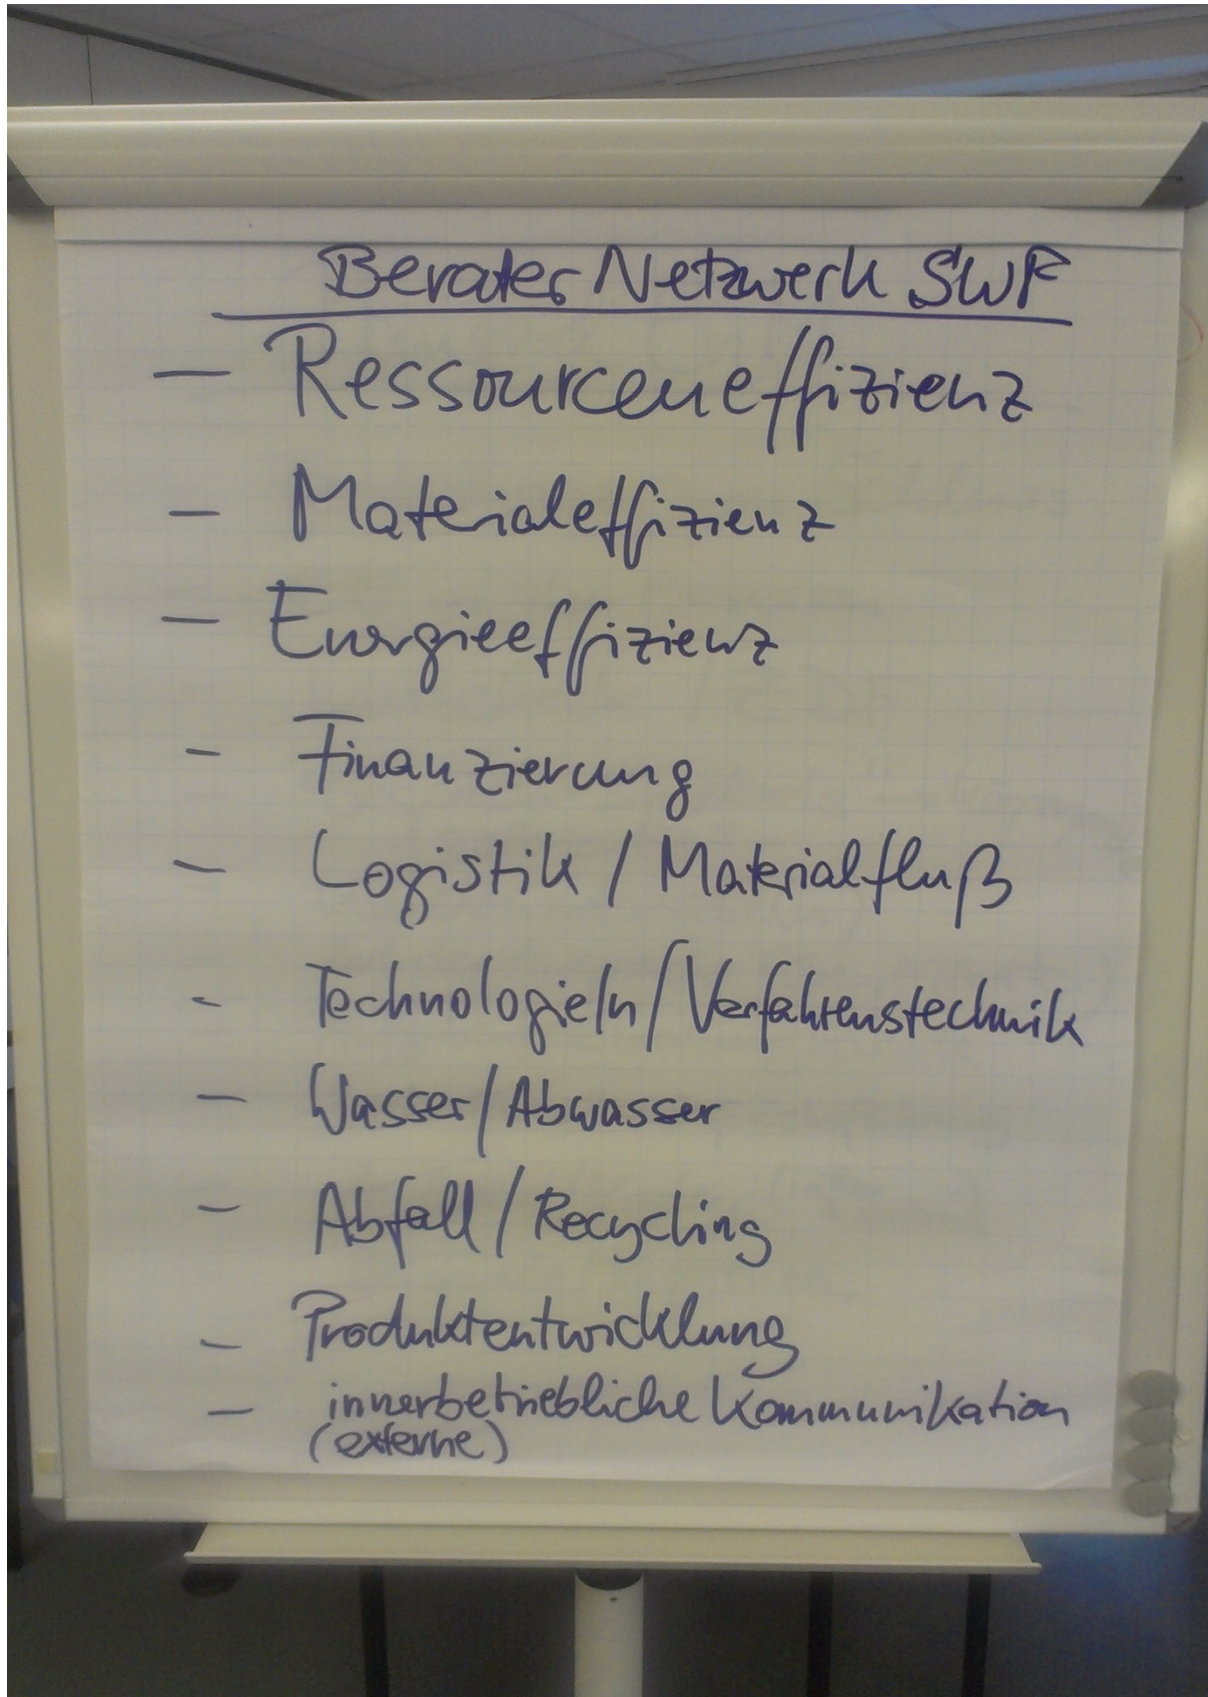 Berater Netzwerk SWF
– Ressourceneffizienz
– Materialeffizienz
– Energieeffizienz
– Finanzierung
– Logistik / Materialfluß
– Technologie/n / Verfahrenstechnik
– Wasser / Abwasser
– Abfall / Recycling
– Produktentwicklung
– innerbetriebliche Kommunikation
(externe)